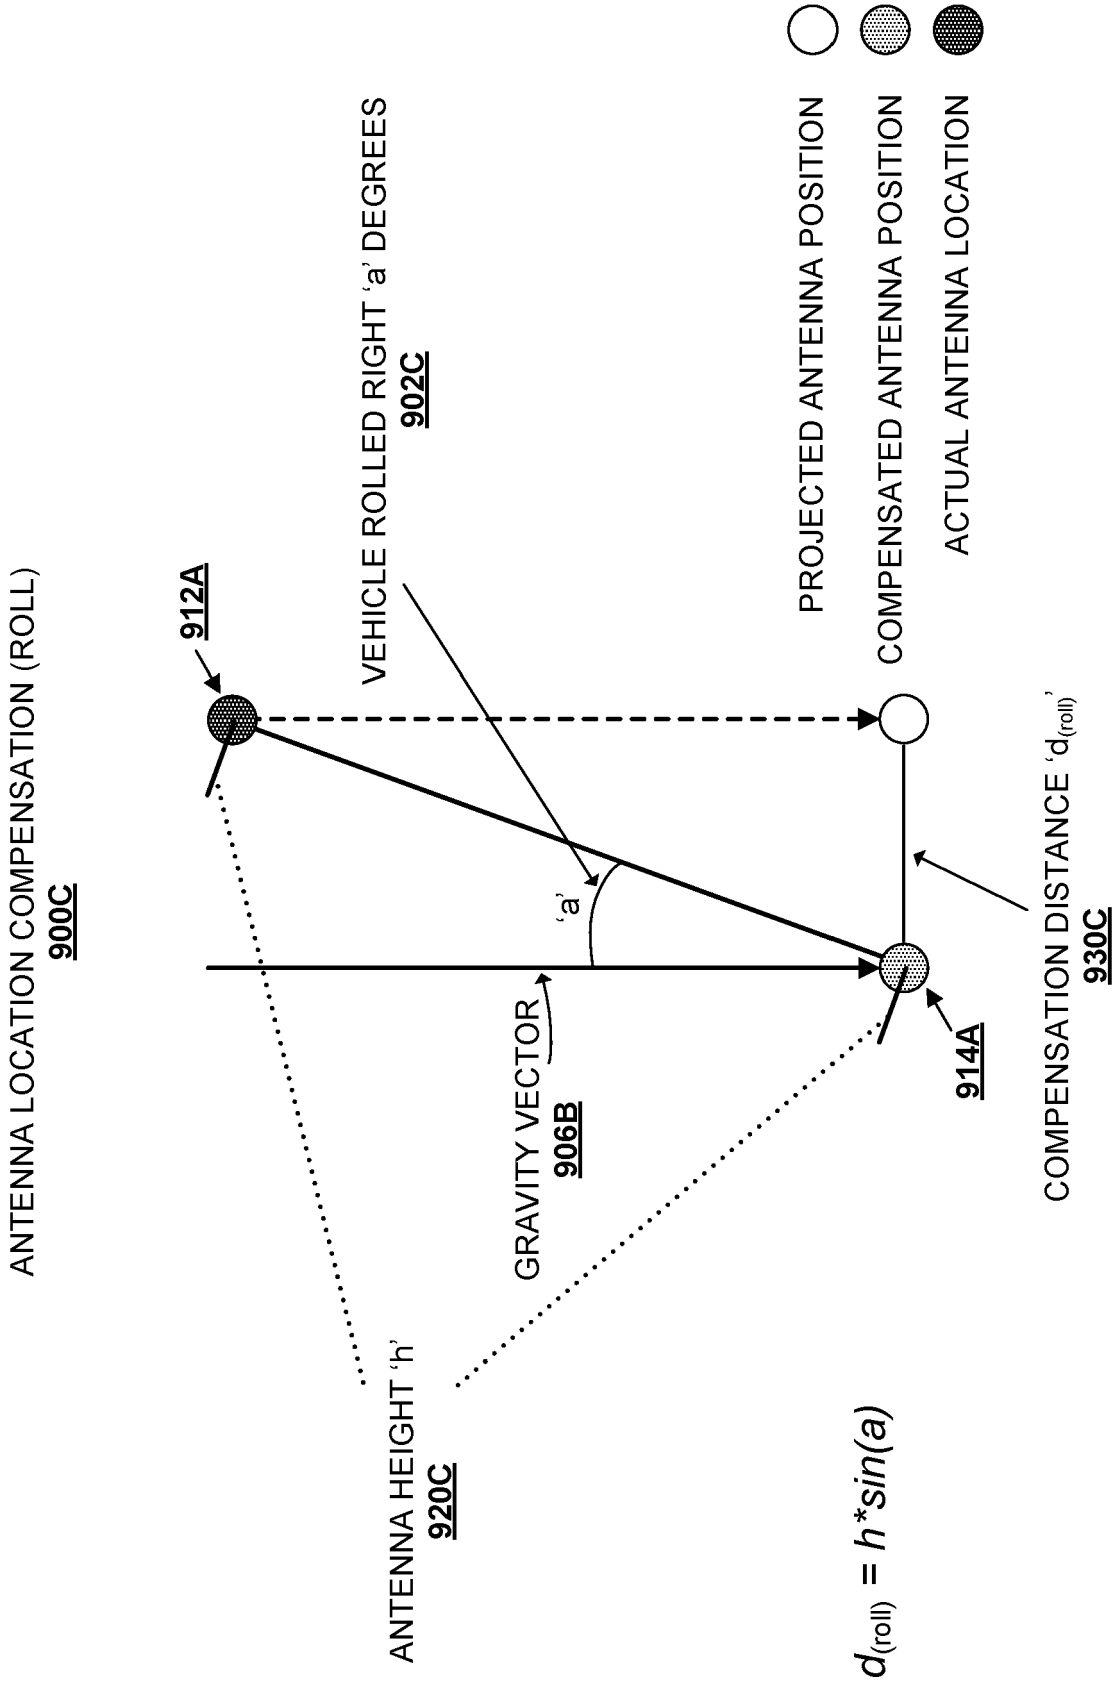 ANTENNA LOCATION COMPENSATION (ROLL)
900C
912A
VEHICLE ROLLED RIGHT ‘a’ DEGREES
902C
ANTENNA HEIGHT ‘h’
920C
GRAVITY VECTOR
906B
‘a’
PROJECTED ANTENNA POSITION
COMPENSATED ANTENNA POSITION
ACTUAL ANTENNA LOCATION
d(roll) = h*sin(a)
914A
COMPENSATION DISTANCE ‘d(roll)’
930C